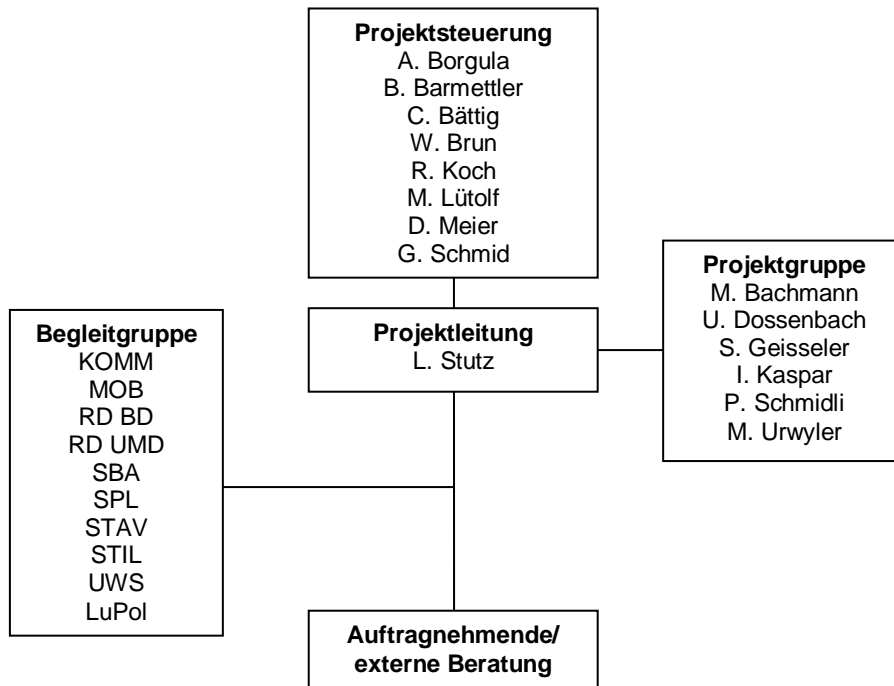 Projektsteuerung
A. Borgula
B. Barmettler
C. Bättig
W. Brun
R. Koch
M. Lütolf
D. Meier
G. Schmid
Projektleitung
L. Stutz
Projektgruppe
M. Bachmann
U. Dossenbach
S. Geisseler
I. Kaspar
P. Schmidli
M. Urwyler
Begleitgruppe
KOMM
MOB
RD BD
RD UMD
SBA
SPL
STAV
STIL
UWS
LuPol
Auftragnehmende/
externe Beratung